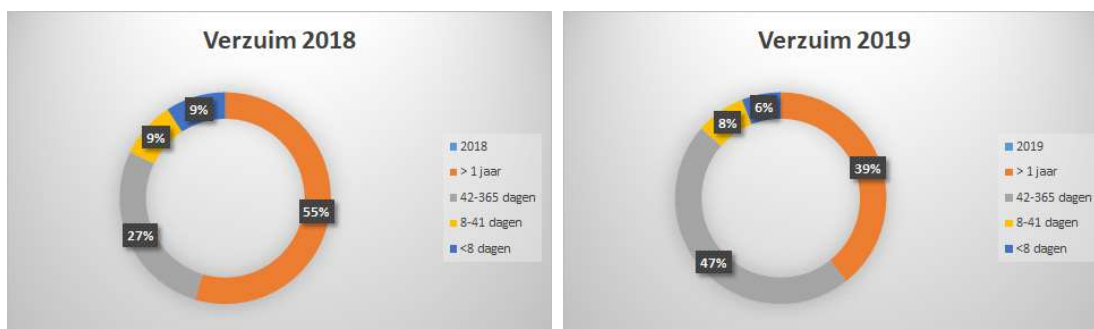 Verzuim 2018
9%
9%
27%
55%
2018
> 1 jaar
42-365 dagen
8-41 dagen
<8 dagen
Verzuim 2019
6%
8%
39%
47%
2019
> 1 jaar
42-365 dagen
8-41 dagen
<8 dagen